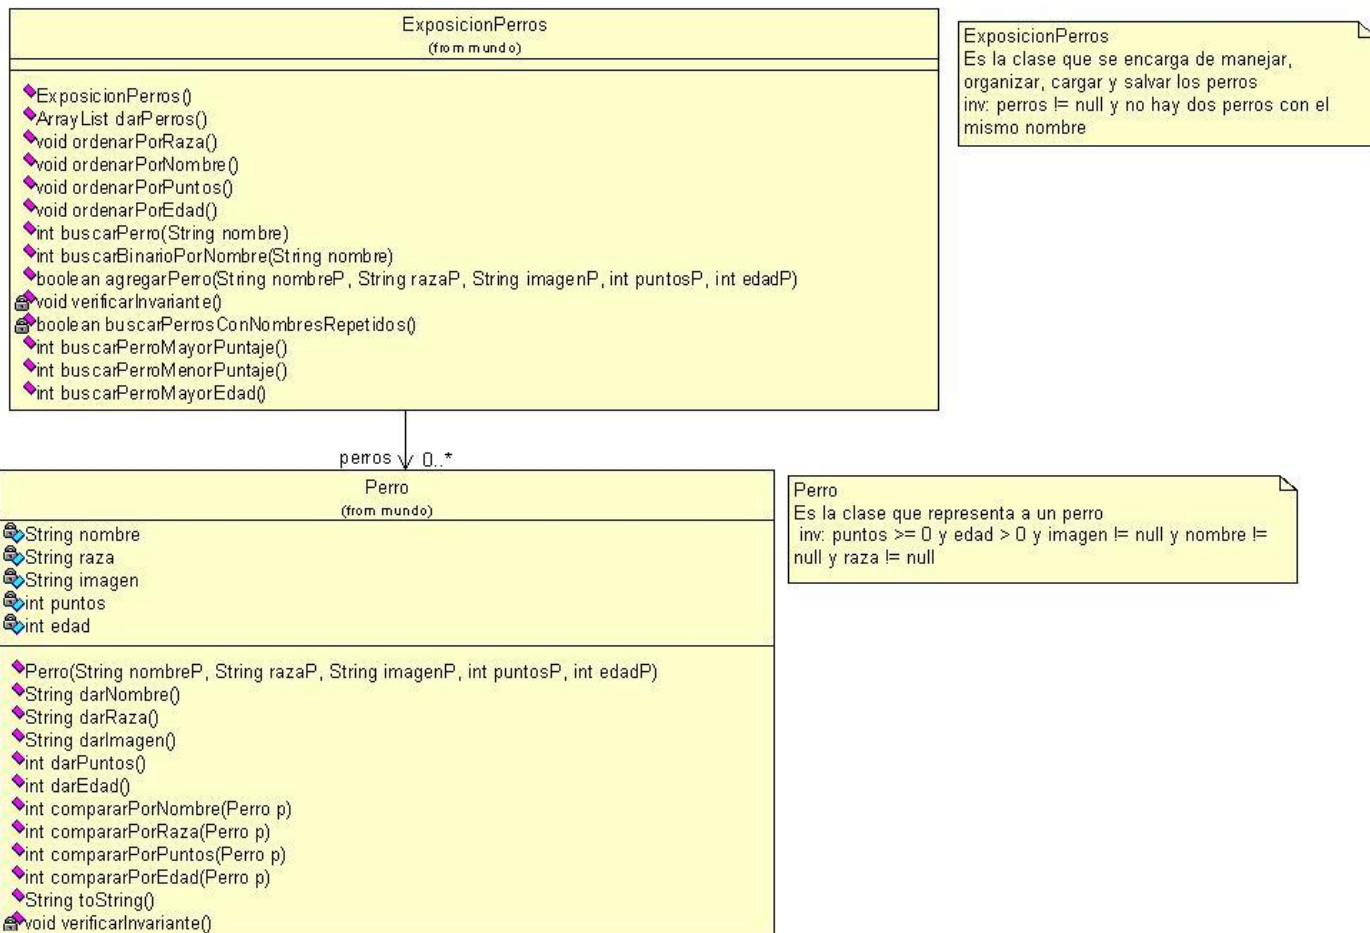 ExposicionPerros
(from mundo)
ExposicionPerros()
ArrayList darPerros()
void ordenarPorRaza()
void ordenarPorNombre()
void ordenarPorPuntos()
void ordenarPorEdad()
int buscarPerro(String nombre)
int buscarBinarioPorNombre(String nombre)
boolean agregarPerro(String nombreP, String razaP, String imagenP, int puntosP, int edadP)
void verificarInvariante()
boolean buscarPerrosConNombresRepetidos()
int buscarPerroMayorPuntaje()
int buscarPerroMenorPuntaje()
int buscarPerroMayorEdad()
ExposicionPerros
Es la clase que se encarga de manejar,
organizar, cargar y salvar los perros
inv: perros != null y no hay dos perros con el
mismo nombre
perros 0..*
Perro
(from mundo)
String nombre
String raza
String imagen
int puntos
int edad
Perro(String nombreP, String razaP, String imagenP, int puntosP, int edadP)
String darNombre()
String darRaza()
String darImagen()
int darPuntos()
int darEdad()
int compararPorNombre(Perro p)
int compararPorRaza(Perro p)
int compararPorPuntos(Perro p)
int compararPorEdad(Perro p)
String toString()
void verificarInvariante()
Perro
Es la clase que representa a un perro
inv: puntos >= 0 y edad > 0 y imagen != null y nombre !=
null y raza != null